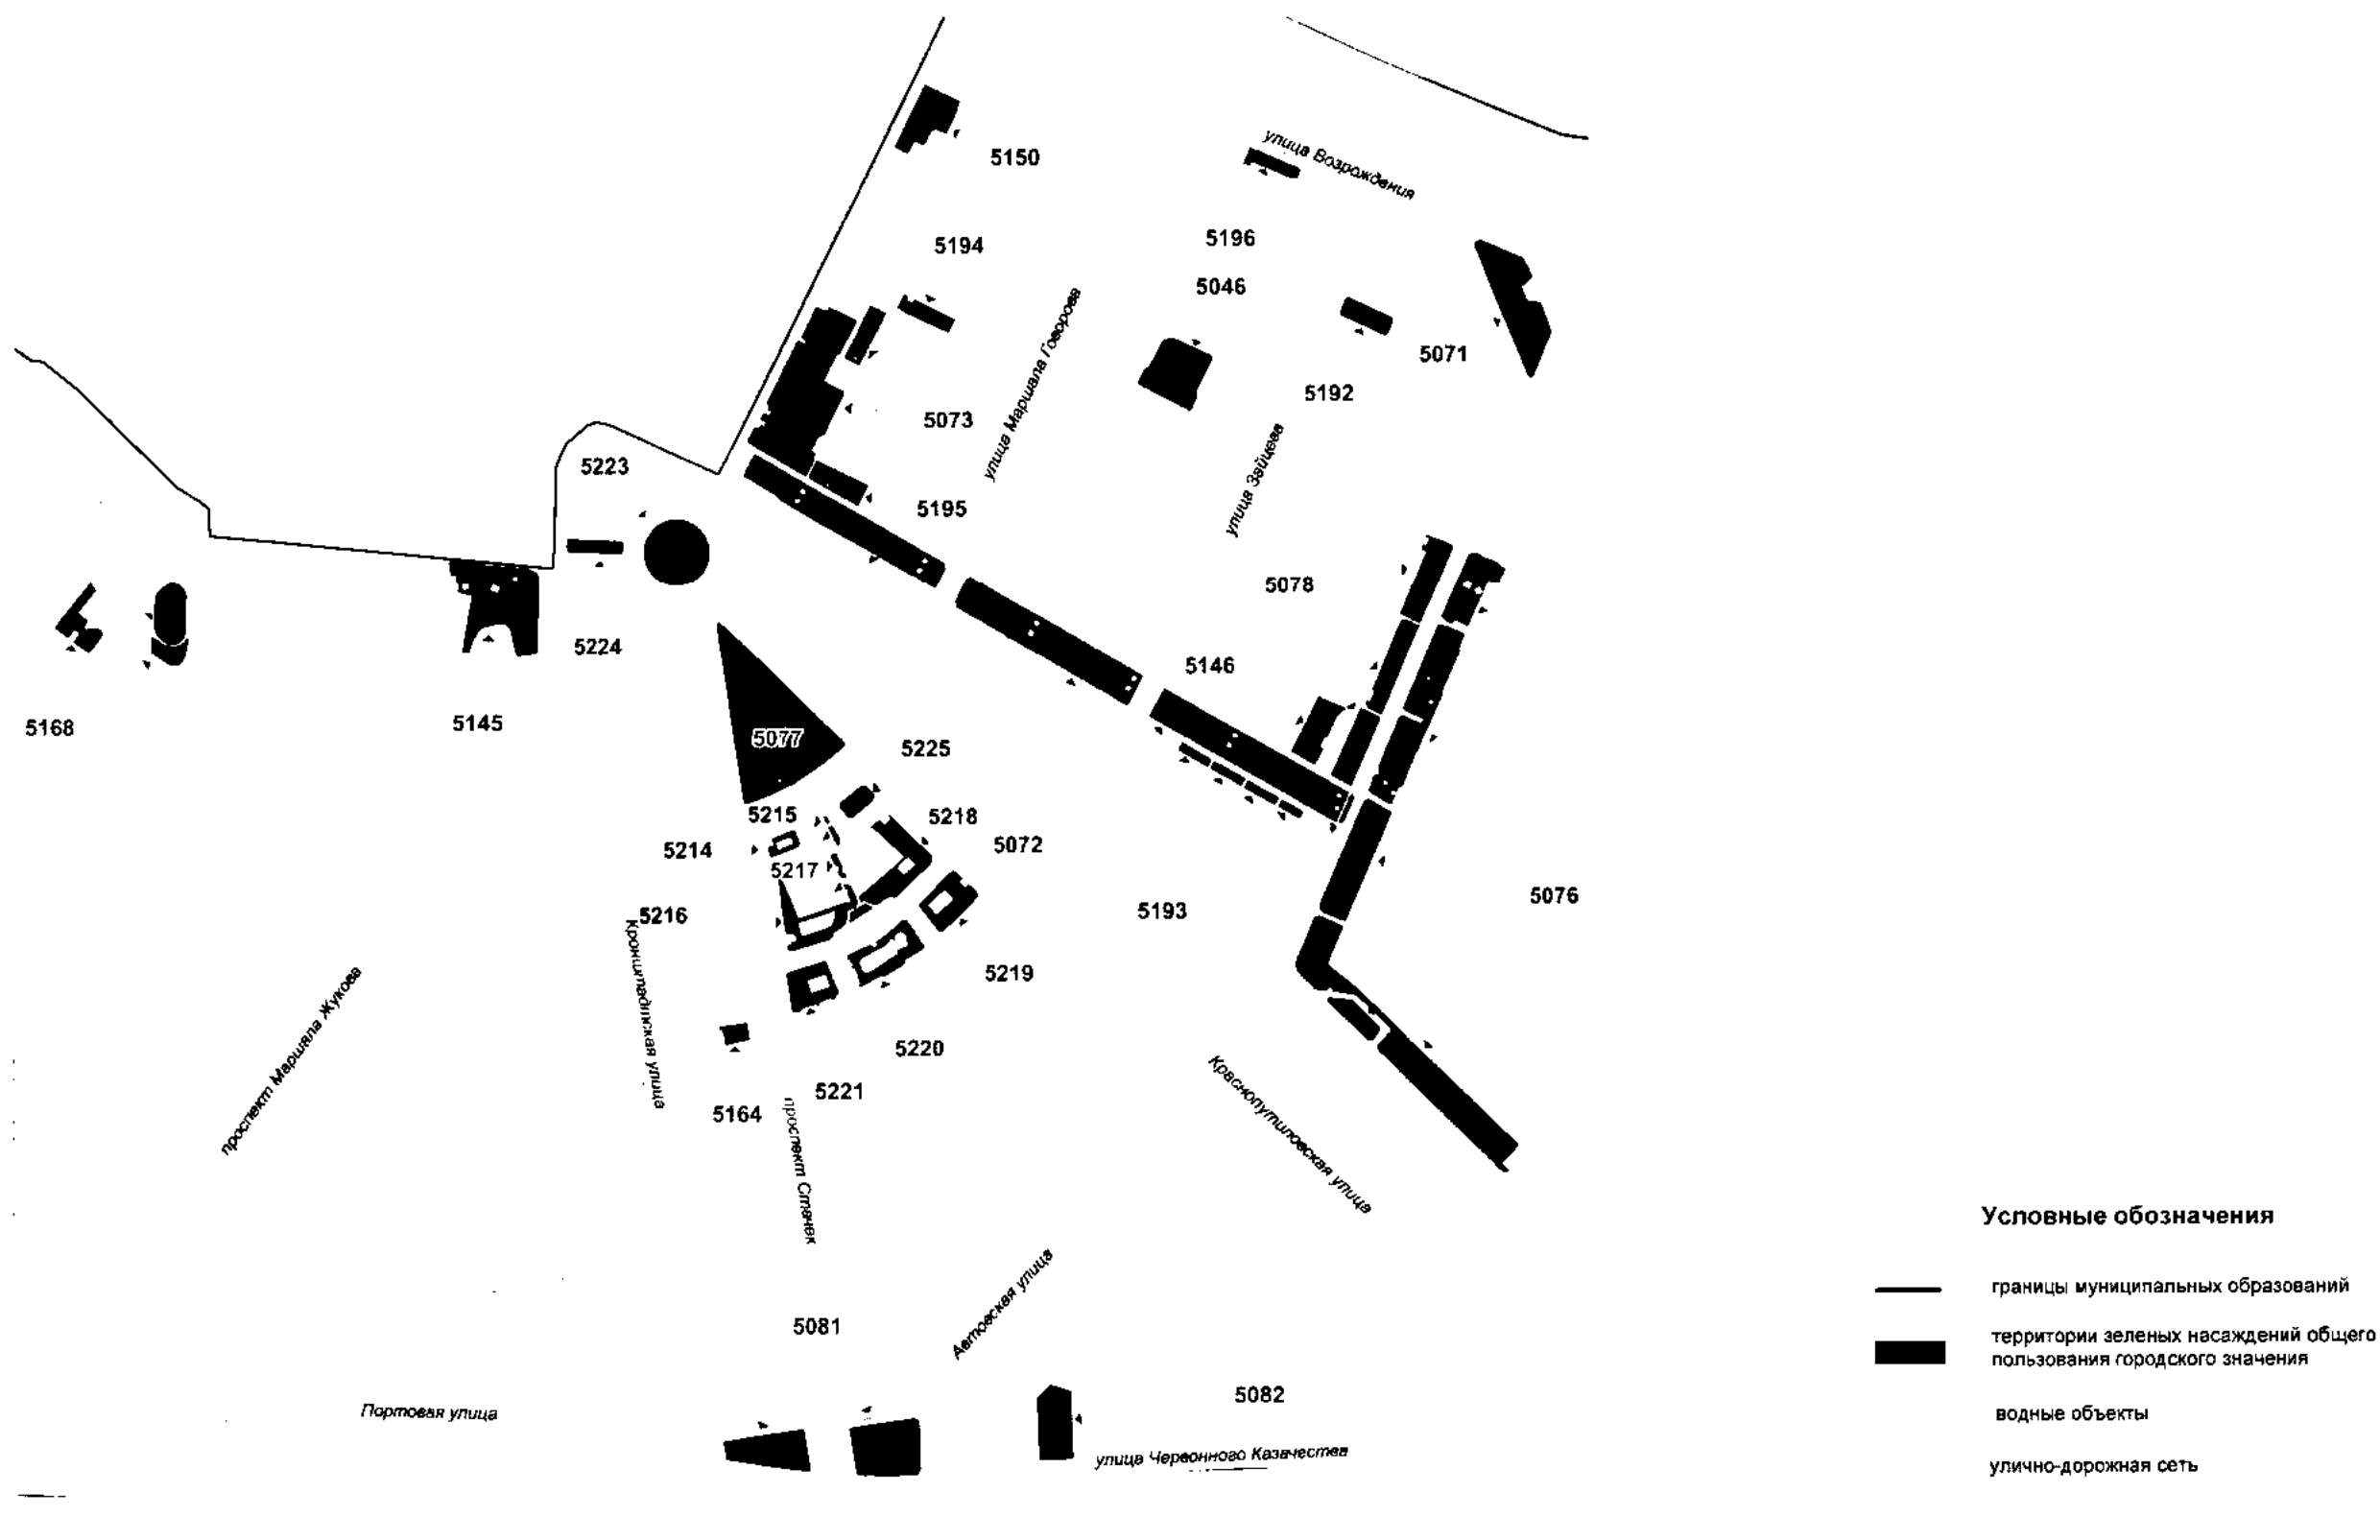 улица Возрождения
5150
5196
5194
5046
улица Маршала Говорова
5071
5192
5073
улица Зайцева
5223
5195
5078
5224
5146
5145
5168
5077
5225
5215
5218
5214
5072
5217
5076
5193
5216
Кронштадтская улица
5219
проспект Маршала Жукова
5220
Краснопутиловская улица
5221
5164
проспект Стачек
Автовская улица
5081
5082
Портовая улица
улица Червонного Казачества
Условные обозначения
границы муниципальных образований
территории зеленых насаждений общего
пользования городского значения
водные объекты
улично-дорожная сеть